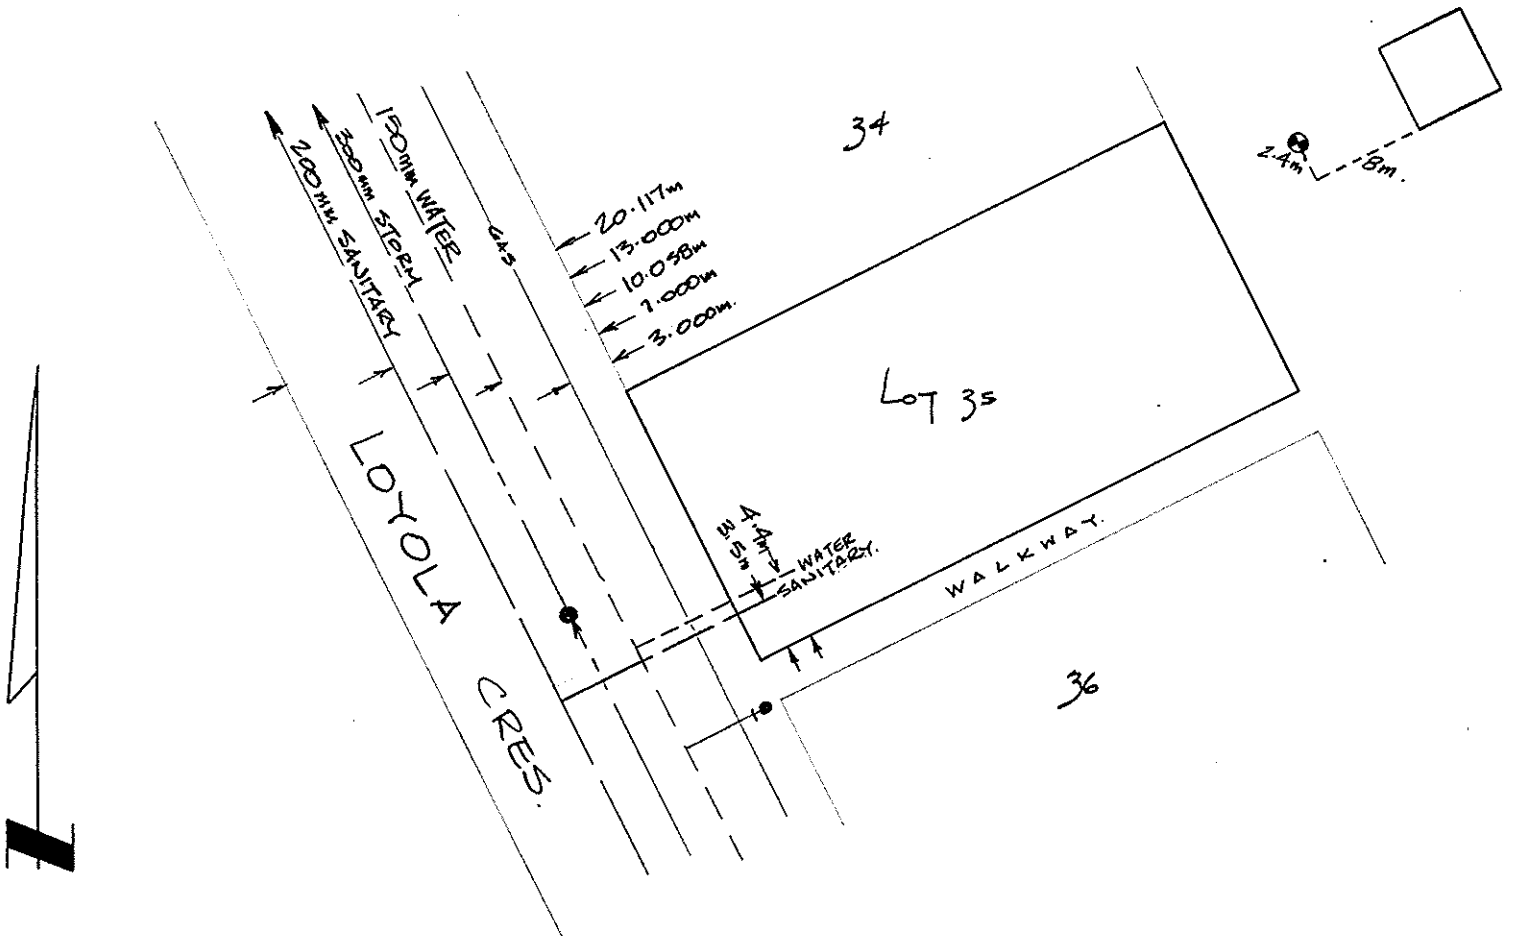 34
2.4m
8m.
200mm SANITARY
300mm STORM
150mm WATER
GAS
20.117m
13.000m
10.058m
7.000m
3.000m.
LOT 35
LOYOLA CRES.
4.4m
3.5m
WATER
SANITARY.
WALKWAY.
36